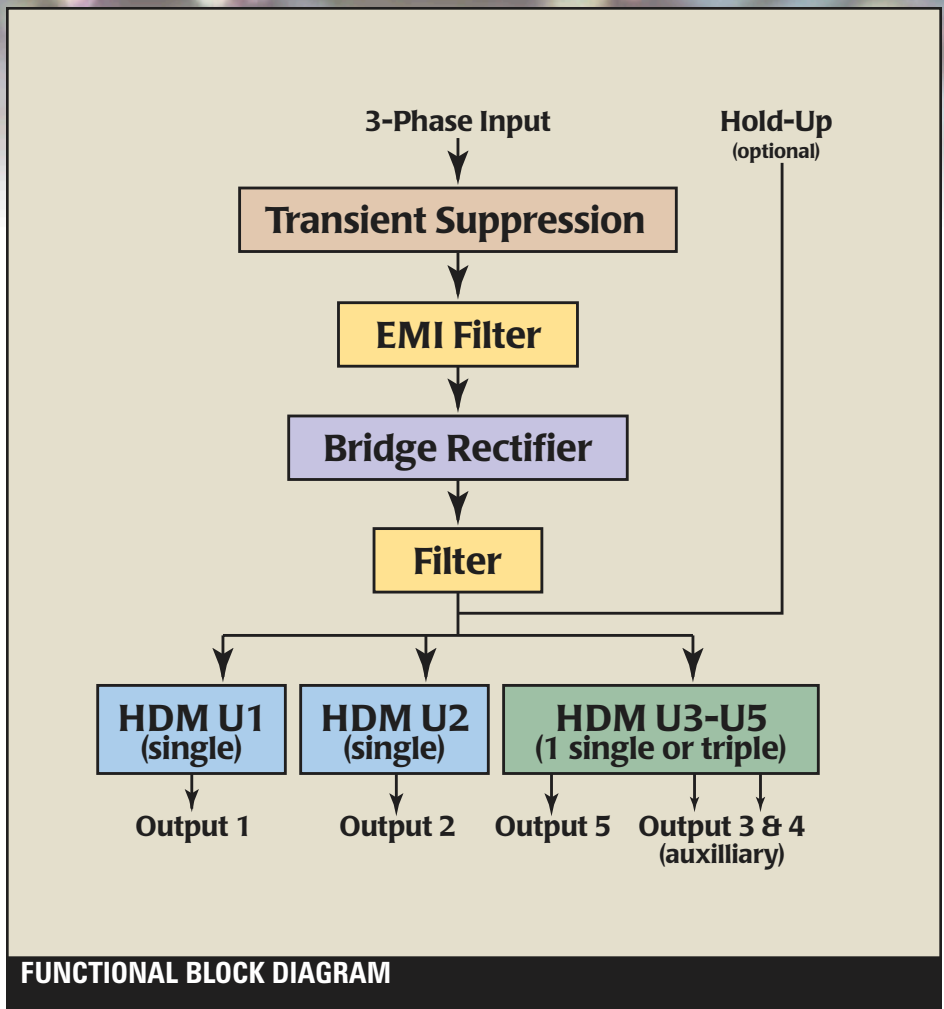 3-Phase Input
Hold-Up
(optional)
Transient Suppression
EMI Filter
Bridge Rectifier
Filter
HDM U1
(single)
HDM U2
(single)
HDM U3-U5
(1 single or triple)
Output 1
Output 2
Output 5
Output 3 & 4
(auxilliary)
FUNCTIONAL BLOCK DIAGRAM